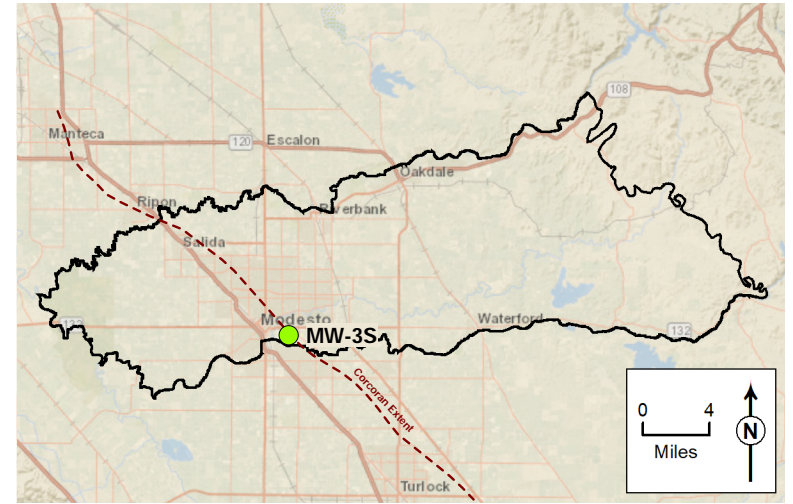 108
Manteca
120
Escalon
Oakdale
Ripon
Riverbank
Salida
Modesto
Waterford
132
132
MW-3S
Corcoran Extent
Turlock
0 4
Miles
N